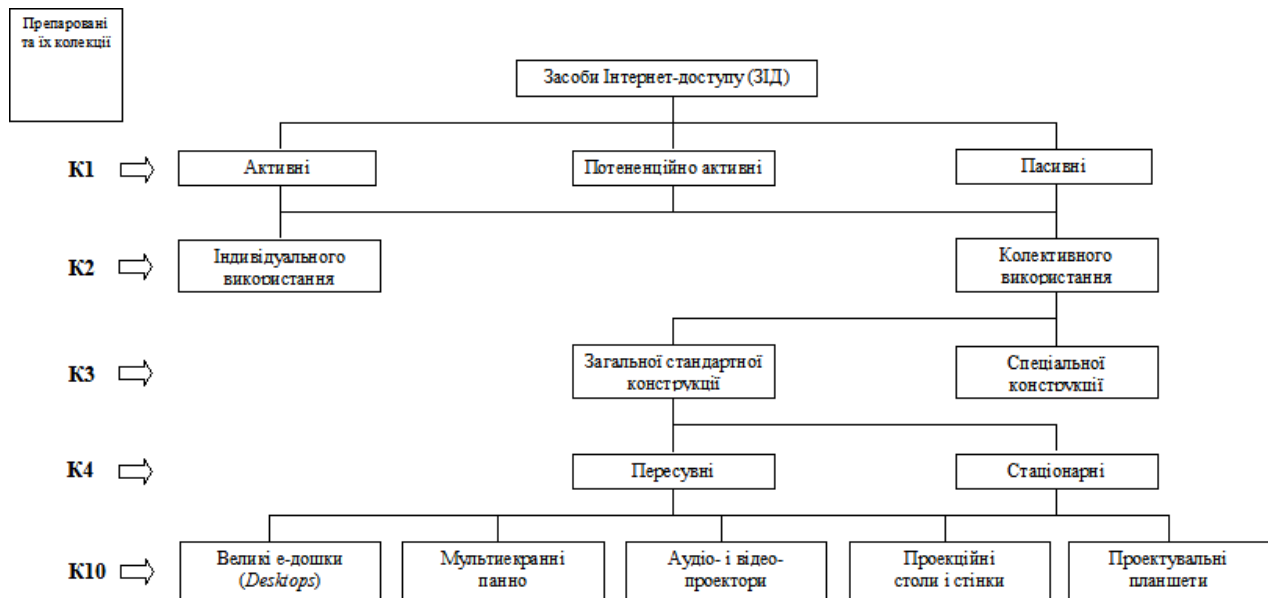 Препаровані
та їх колекції
Засоби Інтернет-доступу (ЗІД)
К1
Активні
Потененційно активні
Пасивні
К2
Індивідуального
використання
Колективного
використання
К3
Загальної стандартної
конструкції
Спеціальної
конструкції
К4
Пересувні
Стаціонарні
К10
Великі е-дошки
(Desktops)
Мультиекранні
панно
Аудіо- і відео-
проектори
Проекційні
столи і стінки
Проектувальні
планшети